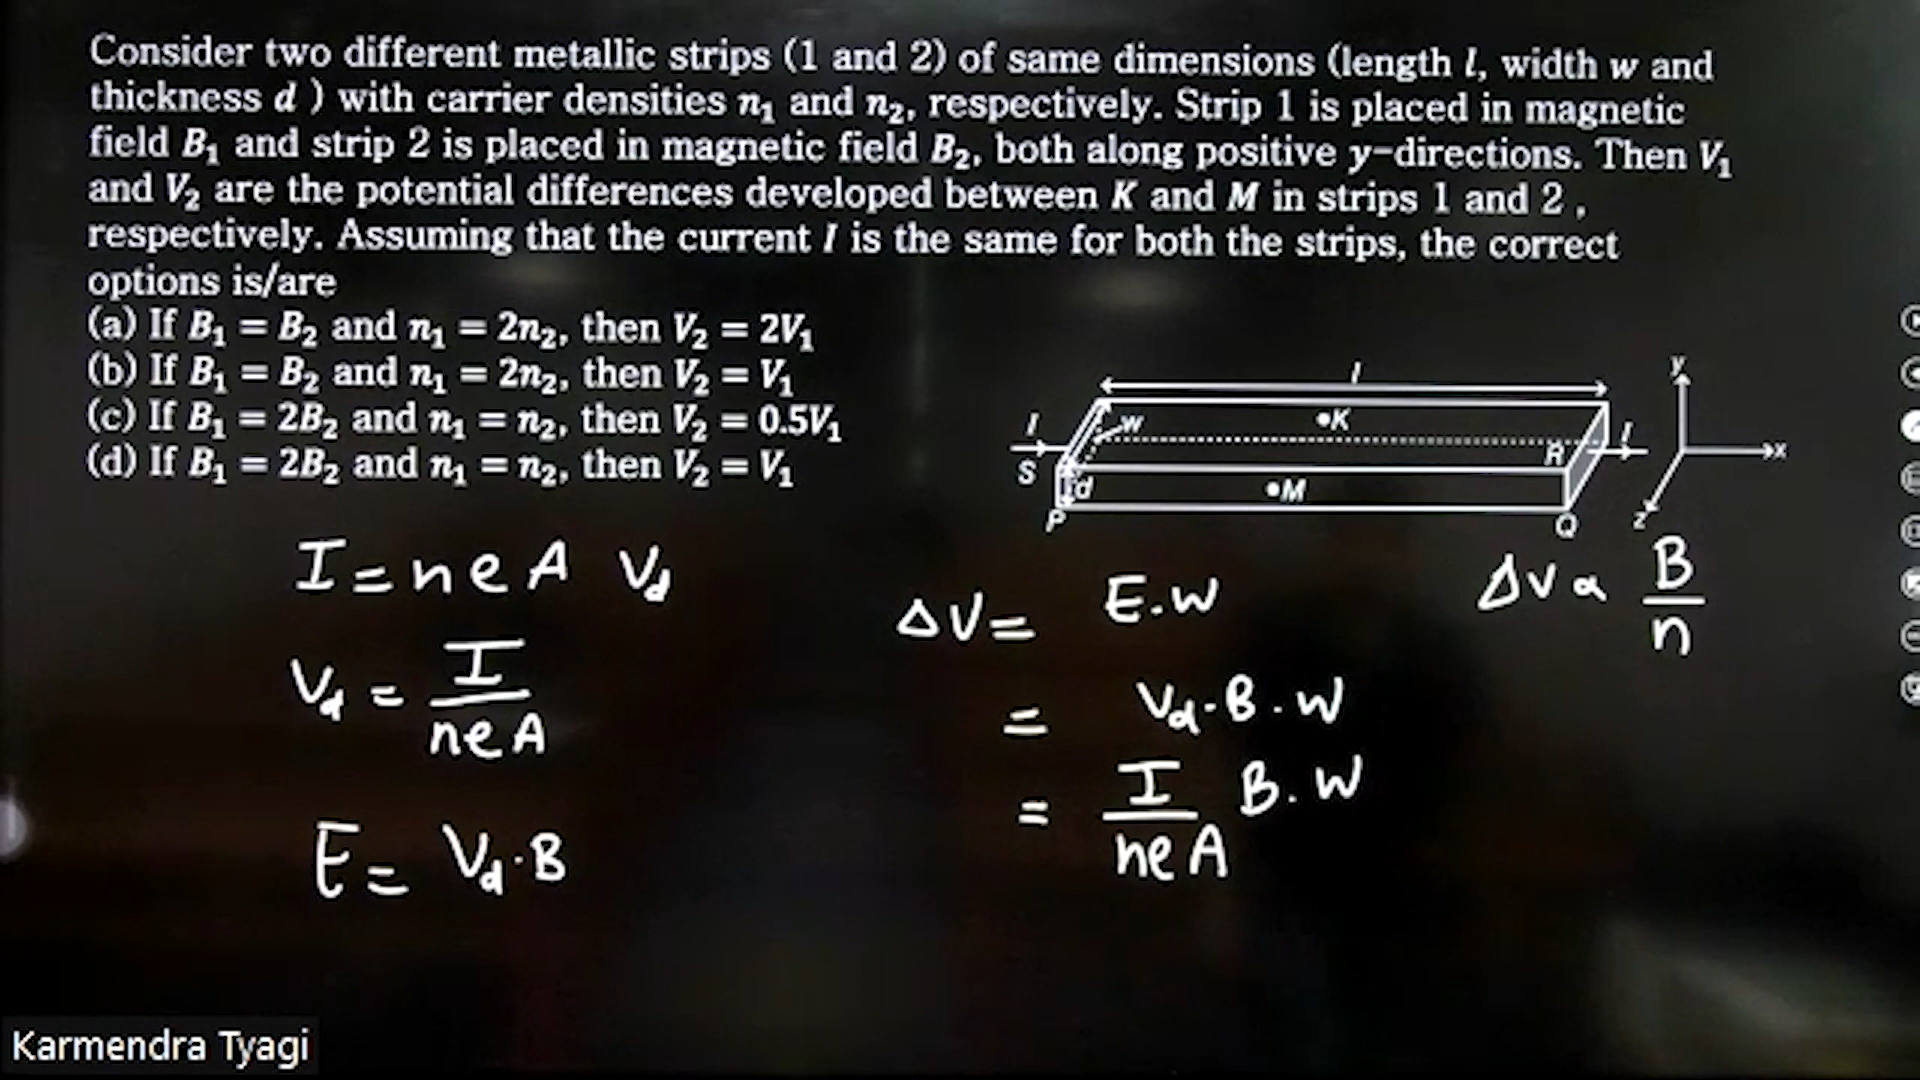 Consider two different metallic strips (1 and 2) of same dimensions (length l, width w and
thickness d ) with carrier densities n₁ and n₂, respectively. Strip 1 is placed in magnetic
field B₁ and strip 2 is placed in magnetic field B₂, both along positive y-directions. Then V₁
and V₂ are the potential differences developed between K and M in strips 1 and 2 ,
respectively. Assuming that the current I is the same for both the strips, the correct
options is/are
(a) If B₁ = B₂ and n₁ = 2n₂, then V₂ = 2V₁
(b) If B₁ = B₂ and n₁ = 2n₂, then V₂ = V₁
(c) If B₁ = 2B₂ and n₁ = n₂, then V₂ = 0.5V₁
(d) If B₁ = 2B₂ and n₁ = n₂, then V₂ = V₁
l
y
I
w
K
I
x
S
R
d
M
P
Q
z
I = neA V_d
V_d = I/neA
E = V_d·B
ΔV = E.W
= V_d·B.W
= I/neA B.W
ΔV α B/n
Karmendra Tyagi